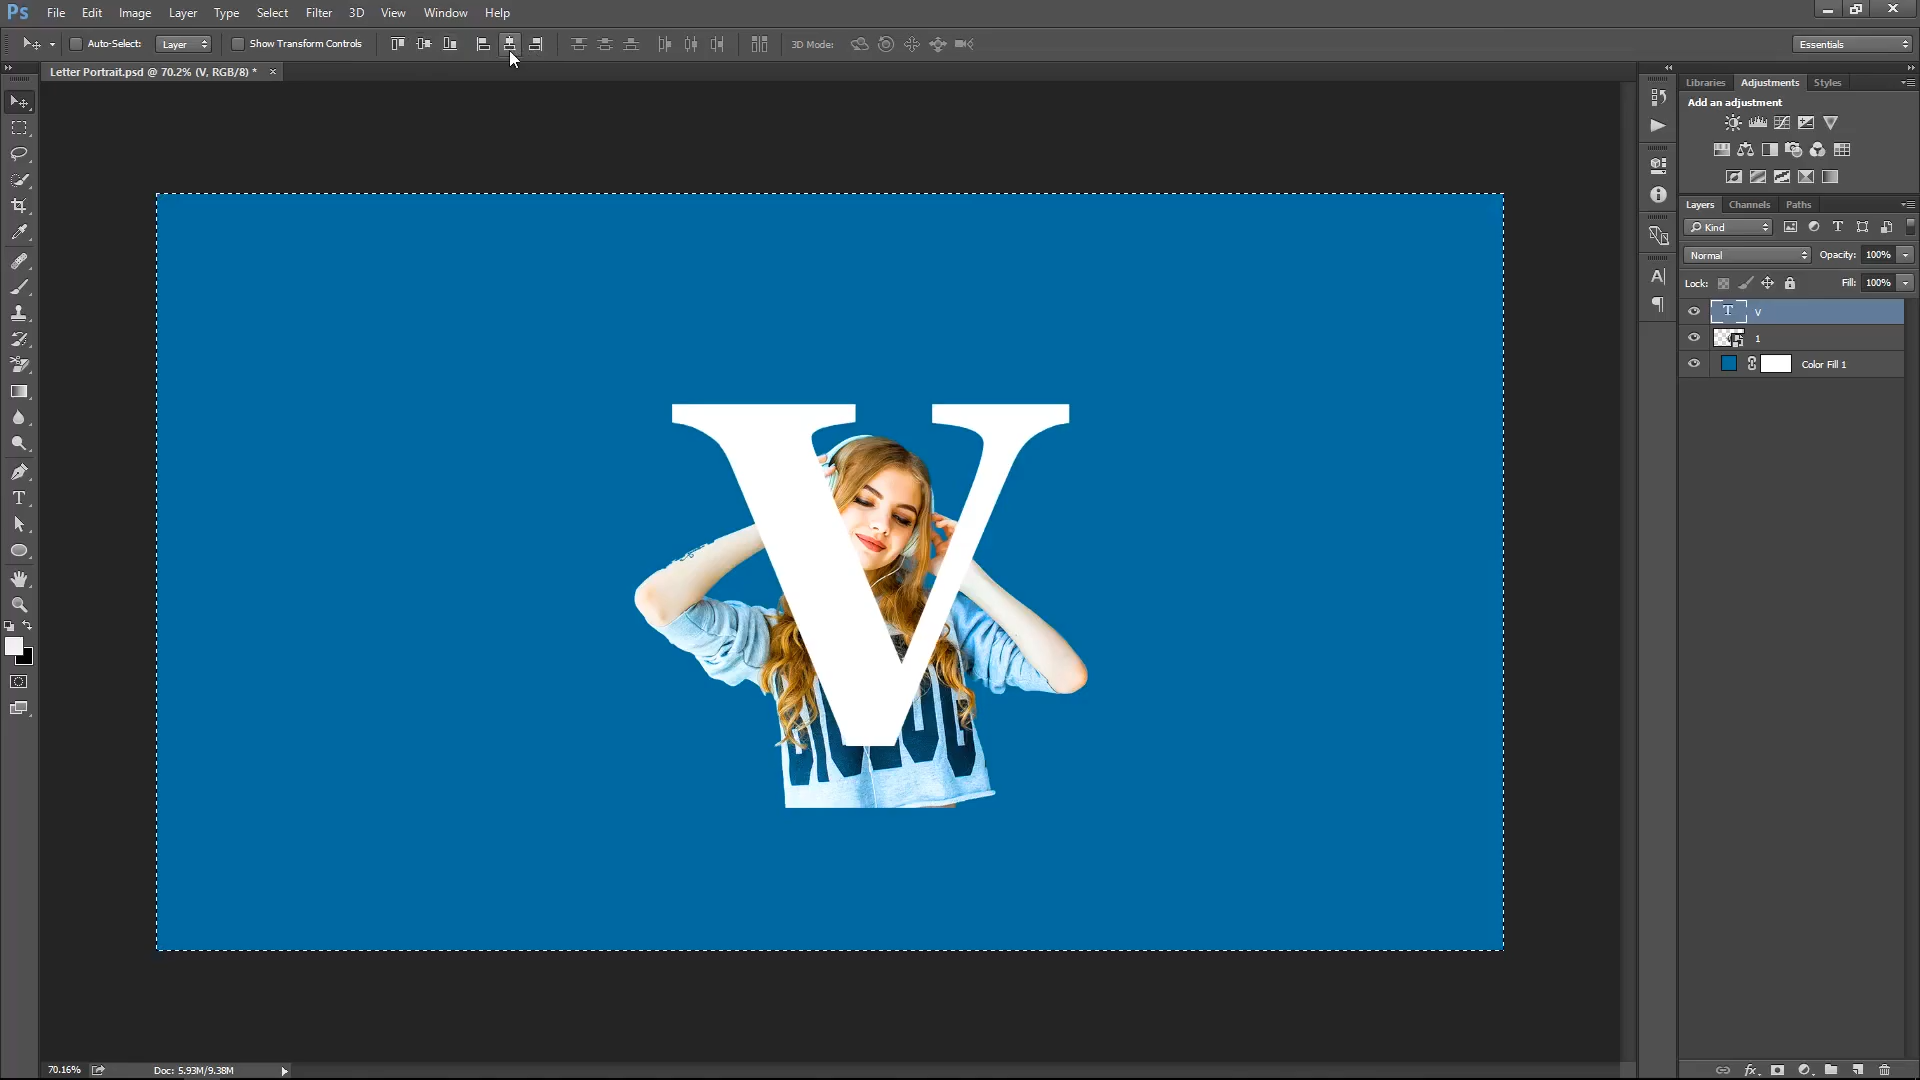 Ps File Edit Image Layer Type Select Filter 3D View Window Help
Auto-Select: Layer Show Transform Controls 3D Mode: Essentials
Letter Portrait.psd @ 70.2% (V, RGB/8) * ×
Libraries Adjustments Styles
Add an adjustment
Layers Channels Paths
Kind
Normal Opacity: 100%
Lock: Fill: 100%
T V
1
Color Fill 1
V
70.16% Doc: 5.93M/9.38M
fx